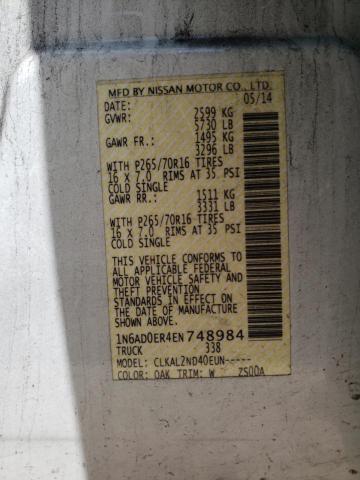 MFD BY NISSAN MOTOR CO., LTD.
DATE: 05/14
GVWR: 2599 KG
5730 LB
GAWR FR.: 1495 KG
3296 LB
WITH P265/70R16 TIRES
16 X 7.0 RIMS AT 35 PSI
COLD SINGLE
GAWR RR.: 1511 KG
3331 LB
WITH P265/70R16 TIRES
16 X 7.0 RIMS AT 35 PSI
COLD SINGLE
THIS VEHICLE CONFORMS TO
ALL APPLICABLE FEDERAL
MOTOR VEHICLE SAFETY AND
THEFT PREVENTION
STANDARDS IN EFFECT ON
THE DATE OF MANUFACTURE
SHOWN ABOVE.
1N6AD0ER4EN748984
TRUCK 338
MODEL: CLKAL2ND40EUN-----
COLOR: OAK TRIM: W ZS00A